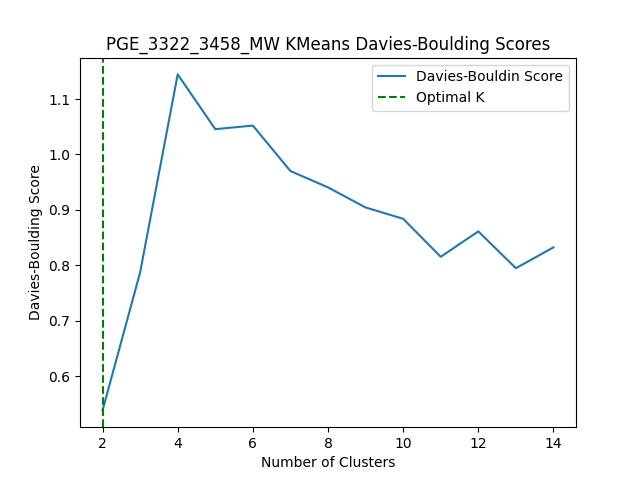 PGE_3322_3458_MW KMeans Davies-Boulding Scores
Davies-Bouldin Score
Optimal K
Davies-Boulding Score
1.1
1.0
0.9
0.8
0.7
0.6
2 4 6 8 10 12 14
Number of Clusters